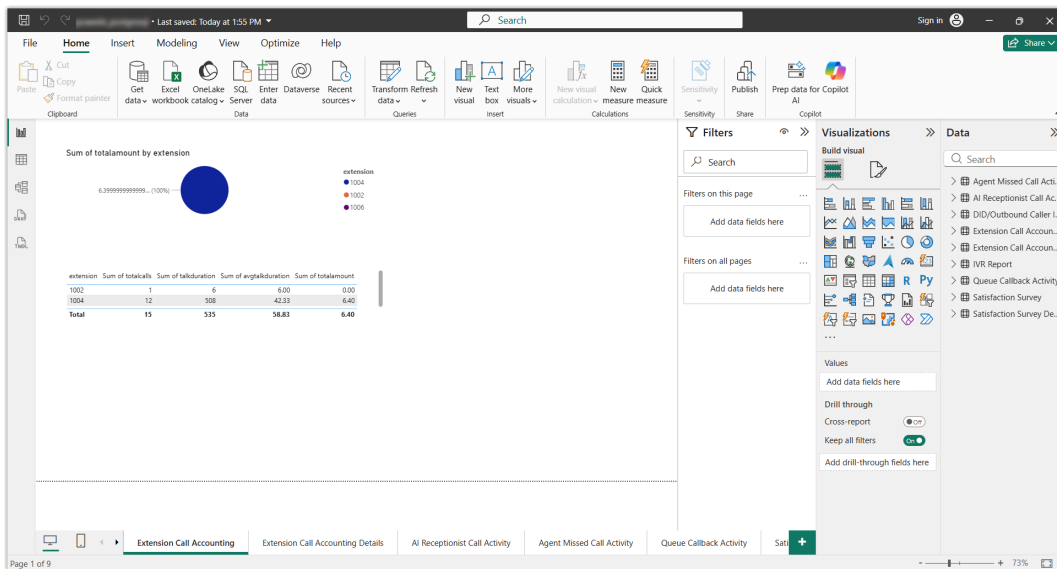 • Last saved: Today at 1:55 PM
Search
Sign in
File Home Insert Modeling View Optimize Help
Share
Paste
Cut
Copy
Format painter
Clipboard
Get data
Excel workbook
OneLake catalog
SQL Server
Enter data
Dataverse
Recent sources
Data
Transform data
Refresh
Queries
New visual
Text box
More visuals
Insert
New visual calculation
New measure
Quick measure
Calculations
Sensitivity
Sensitivity
Publish
Share
Prep data for AI
Copilot
Copilot
Sum of totalamount by extension
6.3999999999999... (100%)
extension
1004
1002
1006
extension Sum of totalcalls Sum of talkduration Sum of avgtalkduration Sum of totalamount
1002 1 6 6.00 0.00
1004 12 508 42.33 6.40
Total 15 535 58.83 6.40
Filters
Search
Filters on this page ...
Add data fields here
Filters on all pages ...
Add data fields here
Visualizations
Build visual
R Py
...
Values
Add data fields here
Drill through
Cross-report Off
Keep all filters On
Add drill-through fields here
Data
Search
Agent Missed Call Acti...
AI Receptionist Call Ac...
DID/Outbound Caller I...
Extension Call Accoun...
Extension Call Accoun...
IVR Report
Queue Callback Activity
Satisfaction Survey
Satisfaction Survey De...
DAX
TMDL
Extension Call Accounting Extension Call Accounting Details AI Receptionist Call Activity Agent Missed Call Activity Queue Callback Activity Sati
Page 1 of 9
- + 73%